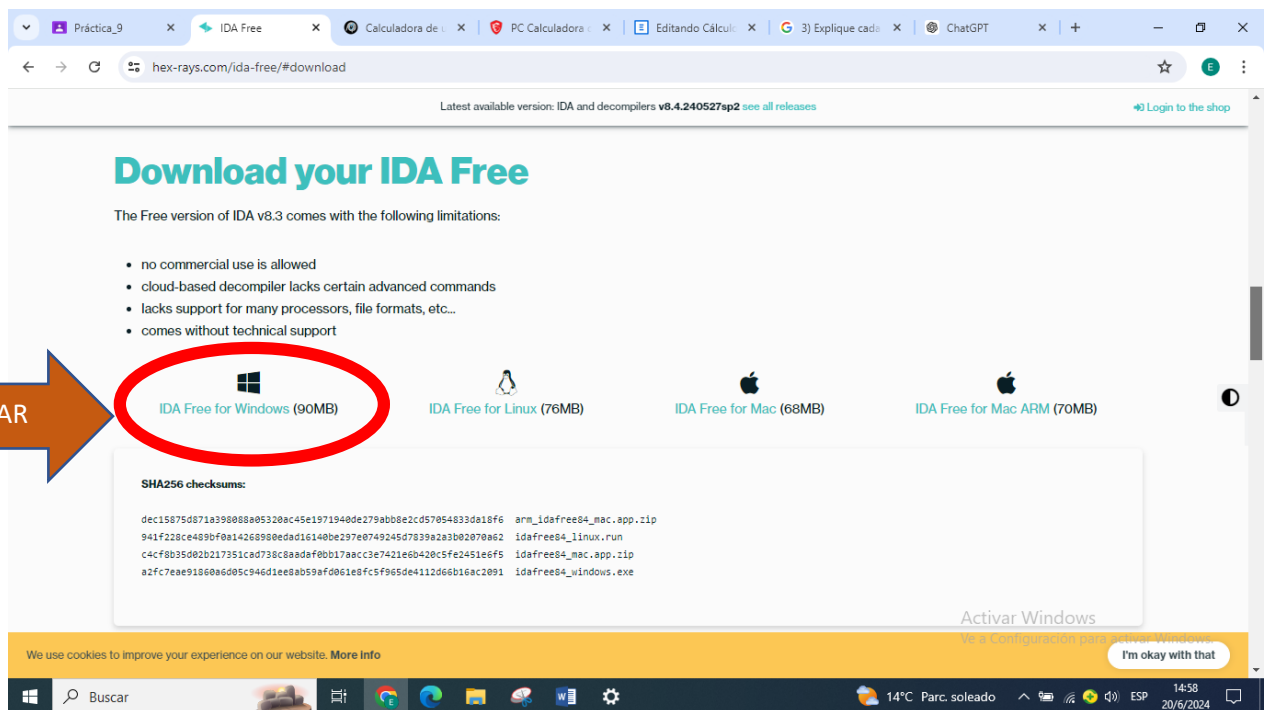 Práctica_9
IDA Free
Calculadora de u
PC Calculadora d
Editando Cálculo
3) Explique cada
ChatGPT
hex-rays.com/ida-free/#download
E
Latest available version: IDA and decompilers v8.4.240527sp2 see all releases
Login to the shop
Download your IDA Free
The Free version of IDA v8.3 comes with the following limitations:
• no commercial use is allowed
• cloud-based decompiler lacks certain advanced commands
• lacks support for many processors, file formats, etc...
• comes without technical support
AR
IDA Free for Windows (90MB)
IDA Free for Linux (76MB)
IDA Free for Mac (68MB)
IDA Free for Mac ARM (70MB)
SHA256 checksums:
dec15875d871a398088a05320ac45e1971940de279abb8e2cd57054833da18f6 arm_idafree84_mac.app.zip
941f228ce489bf0a14268980edad16140be297e0749245d7839a2a3b02070a62 idafree84_linux.run
c4cf8b35d02b217351cad738c8aadaf0bb17aacc3e7421e6b420c5fe2451e6f5 idafree84_mac.app.zip
a2fc7eae91860a6d05c946d1ee8ab59afd061e8fc5f965de4112d66b16ac2091 idafree84_windows.exe
Activar Windows
Ve a Configuración para activar Windows.
We use cookies to improve your experience on our website. More info
I'm okay with that
Buscar
14°C Parc. soleado
ESP
14:58
20/6/2024